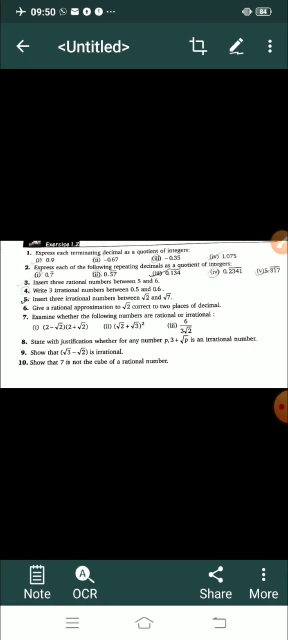 09:50 84
<Untitled>
Exercise 1.2
1. Express each terminating decimal as a quotient of integers:
(i) 0.9 (ii) -0.67 (iii) -0.35 (iv) 1.075
2. Express each of the following repeating decimals as a quotient of integers:
(i) 0.7 (ii) 0.57 (iii) 0.134 (iv) 0.2341 (v) 5.317
3. Insert three rational numbers between 5 and 6.
4. Write 3 irrational numbers between 0.5 and 0.6.
5. Insert three irrational numbers between √2 and √7.
6. Give a rational approximation to √2 correct to two places of decimal.
7. Examine whether the following numbers are rational or irrational :
(i) (2−√2)(2+√2) (ii) (√2 + √3)² (iii) 6/3√2
8. State with justification whether for any number p, 3 + √p is an irrational number.
9. Show that (√3 − √2) is irrational.
10. Show that 7 is not the cube of a rational number.
Note OCR Share More